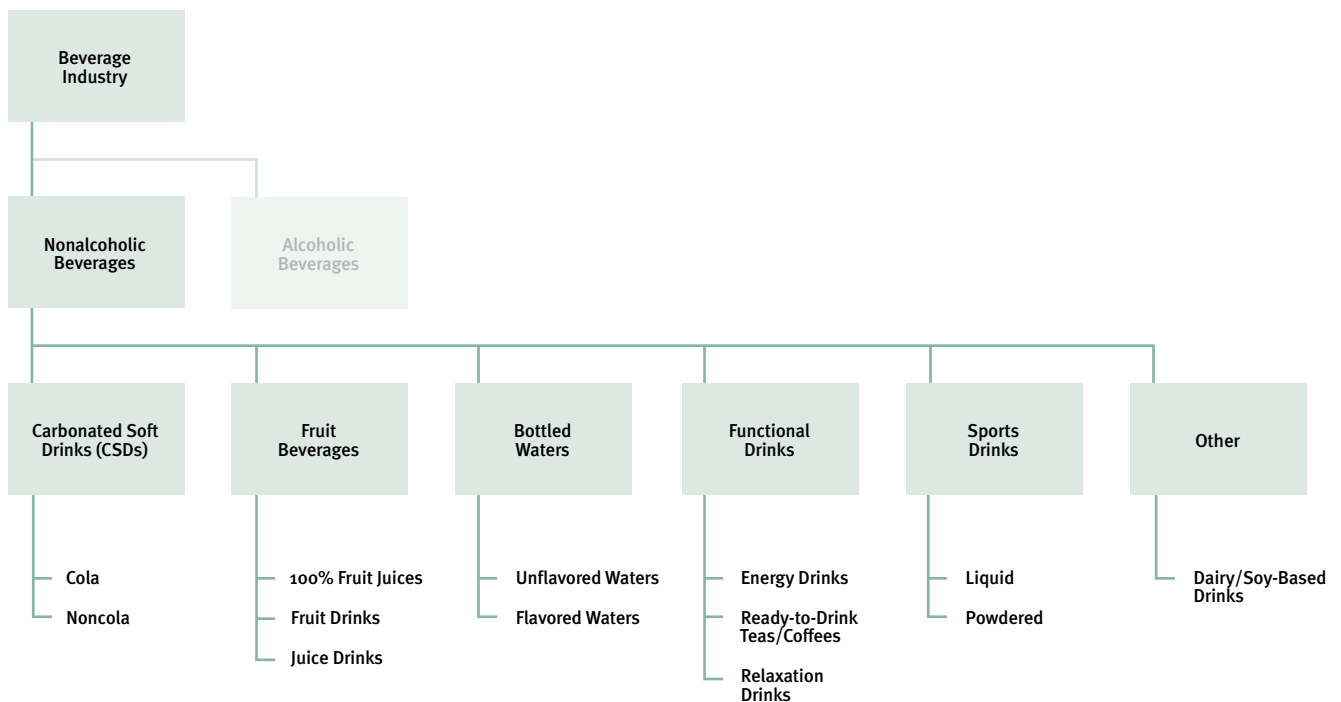 Beverage
Industry
Nonalcoholic
Beverages
Alcoholic
Beverages
Carbonated Soft
Drinks (CSDs)
Fruit
Beverages
Bottled
Waters
Functional
Drinks
Sports
Drinks
Other
Cola
Noncola
100% Fruit Juices
Fruit Drinks
Juice Drinks
Unflavored Waters
Flavored Waters
Energy Drinks
Ready-to-Drink
Teas/Coffees
Relaxation
Drinks
Liquid
Powdered
Dairy/Soy-Based
Drinks